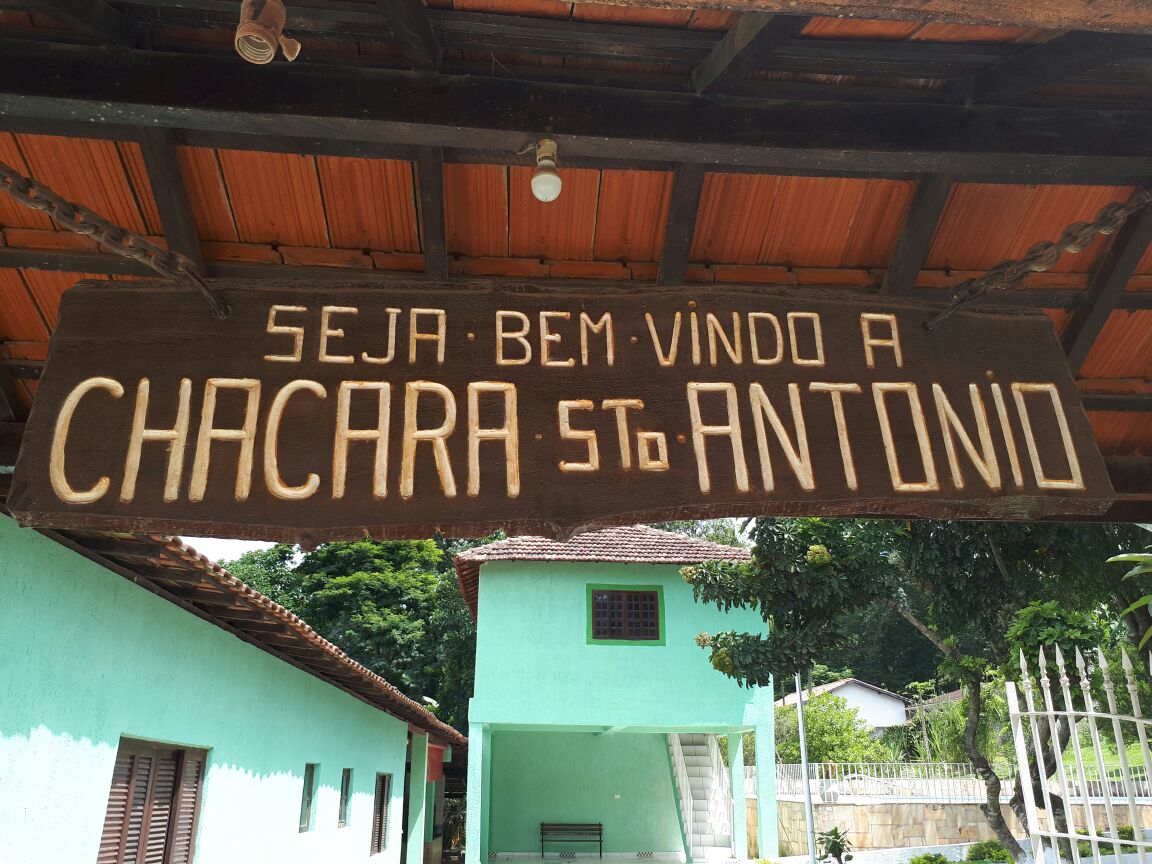 SEJA · BEM · VINDO A
CHACARA · STO · ANTONIO